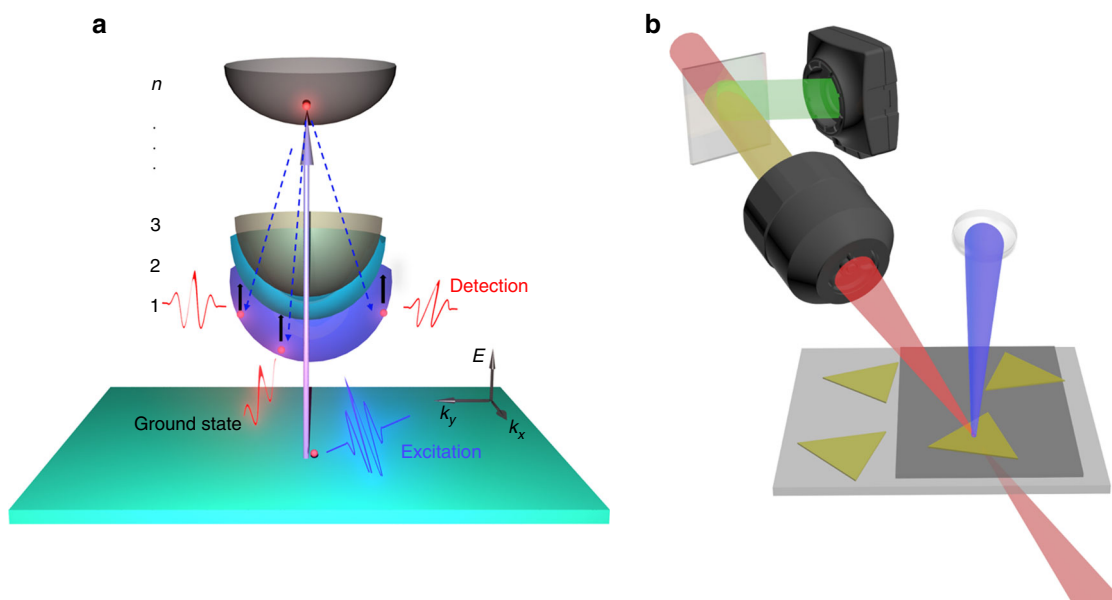 a
n
.
.
.
3
2
1
Detection
E
k_y
k_x
Ground state
Excitation
b